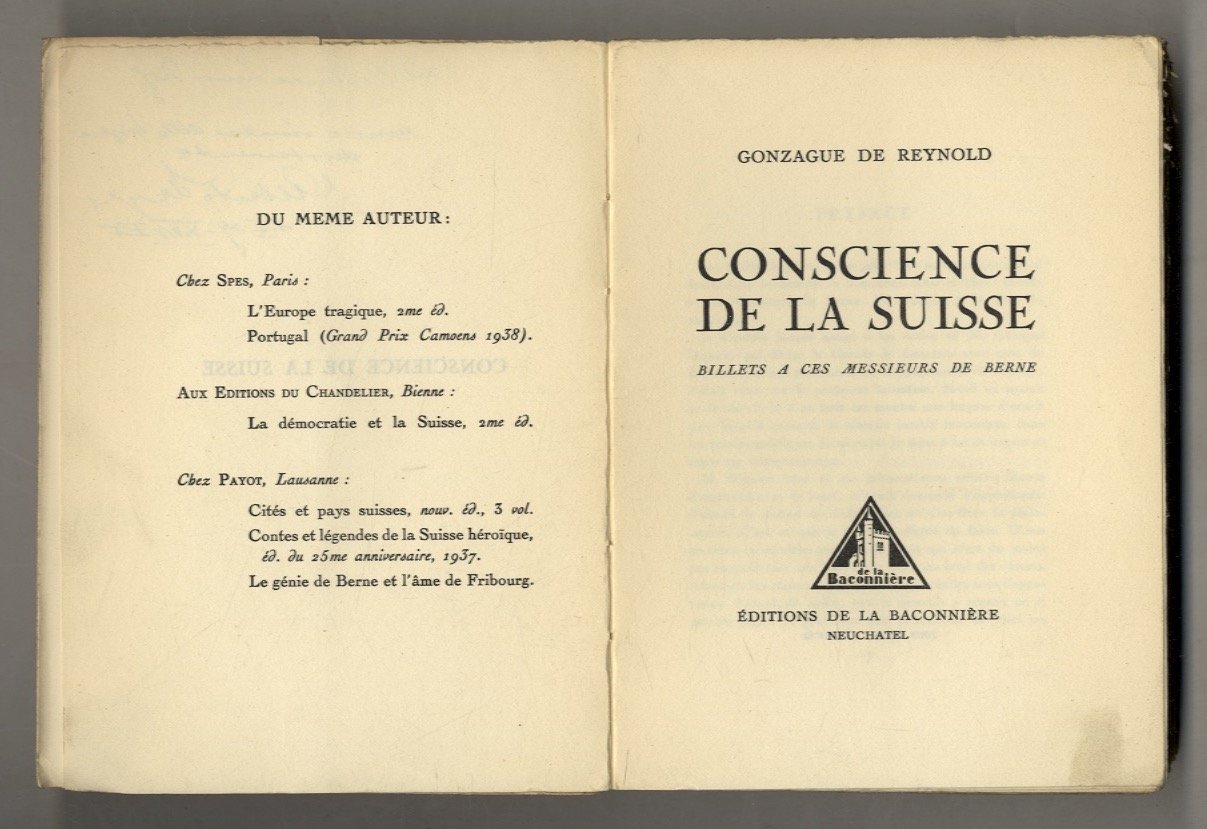 DU MEME AUTEUR:
Chez SPES, Paris :
L'Europe tragique, 2me éd.
Portugal (Grand Prix Camoens 1938).
AUX EDITIONS DU CHANDELIER, Bienne :
La démocratie et la Suisse, 2me éd.
Chez PAYOT, Lausanne :
Cités et pays suisses, nouv. éd., 3 vol.
Contes et légendes de la Suisse héroïque,
éd. du 25me anniversaire, 1937.
Le génie de Berne et l'âme de Fribourg.
GONZAGUE DE REYNOLD
CONSCIENCE
DE LA SUISSE
BILLETS A CES MESSIEURS DE BERNE
de la
Baconnière
ÉDITIONS DE LA BACONNIÈRE
NEUCHATEL